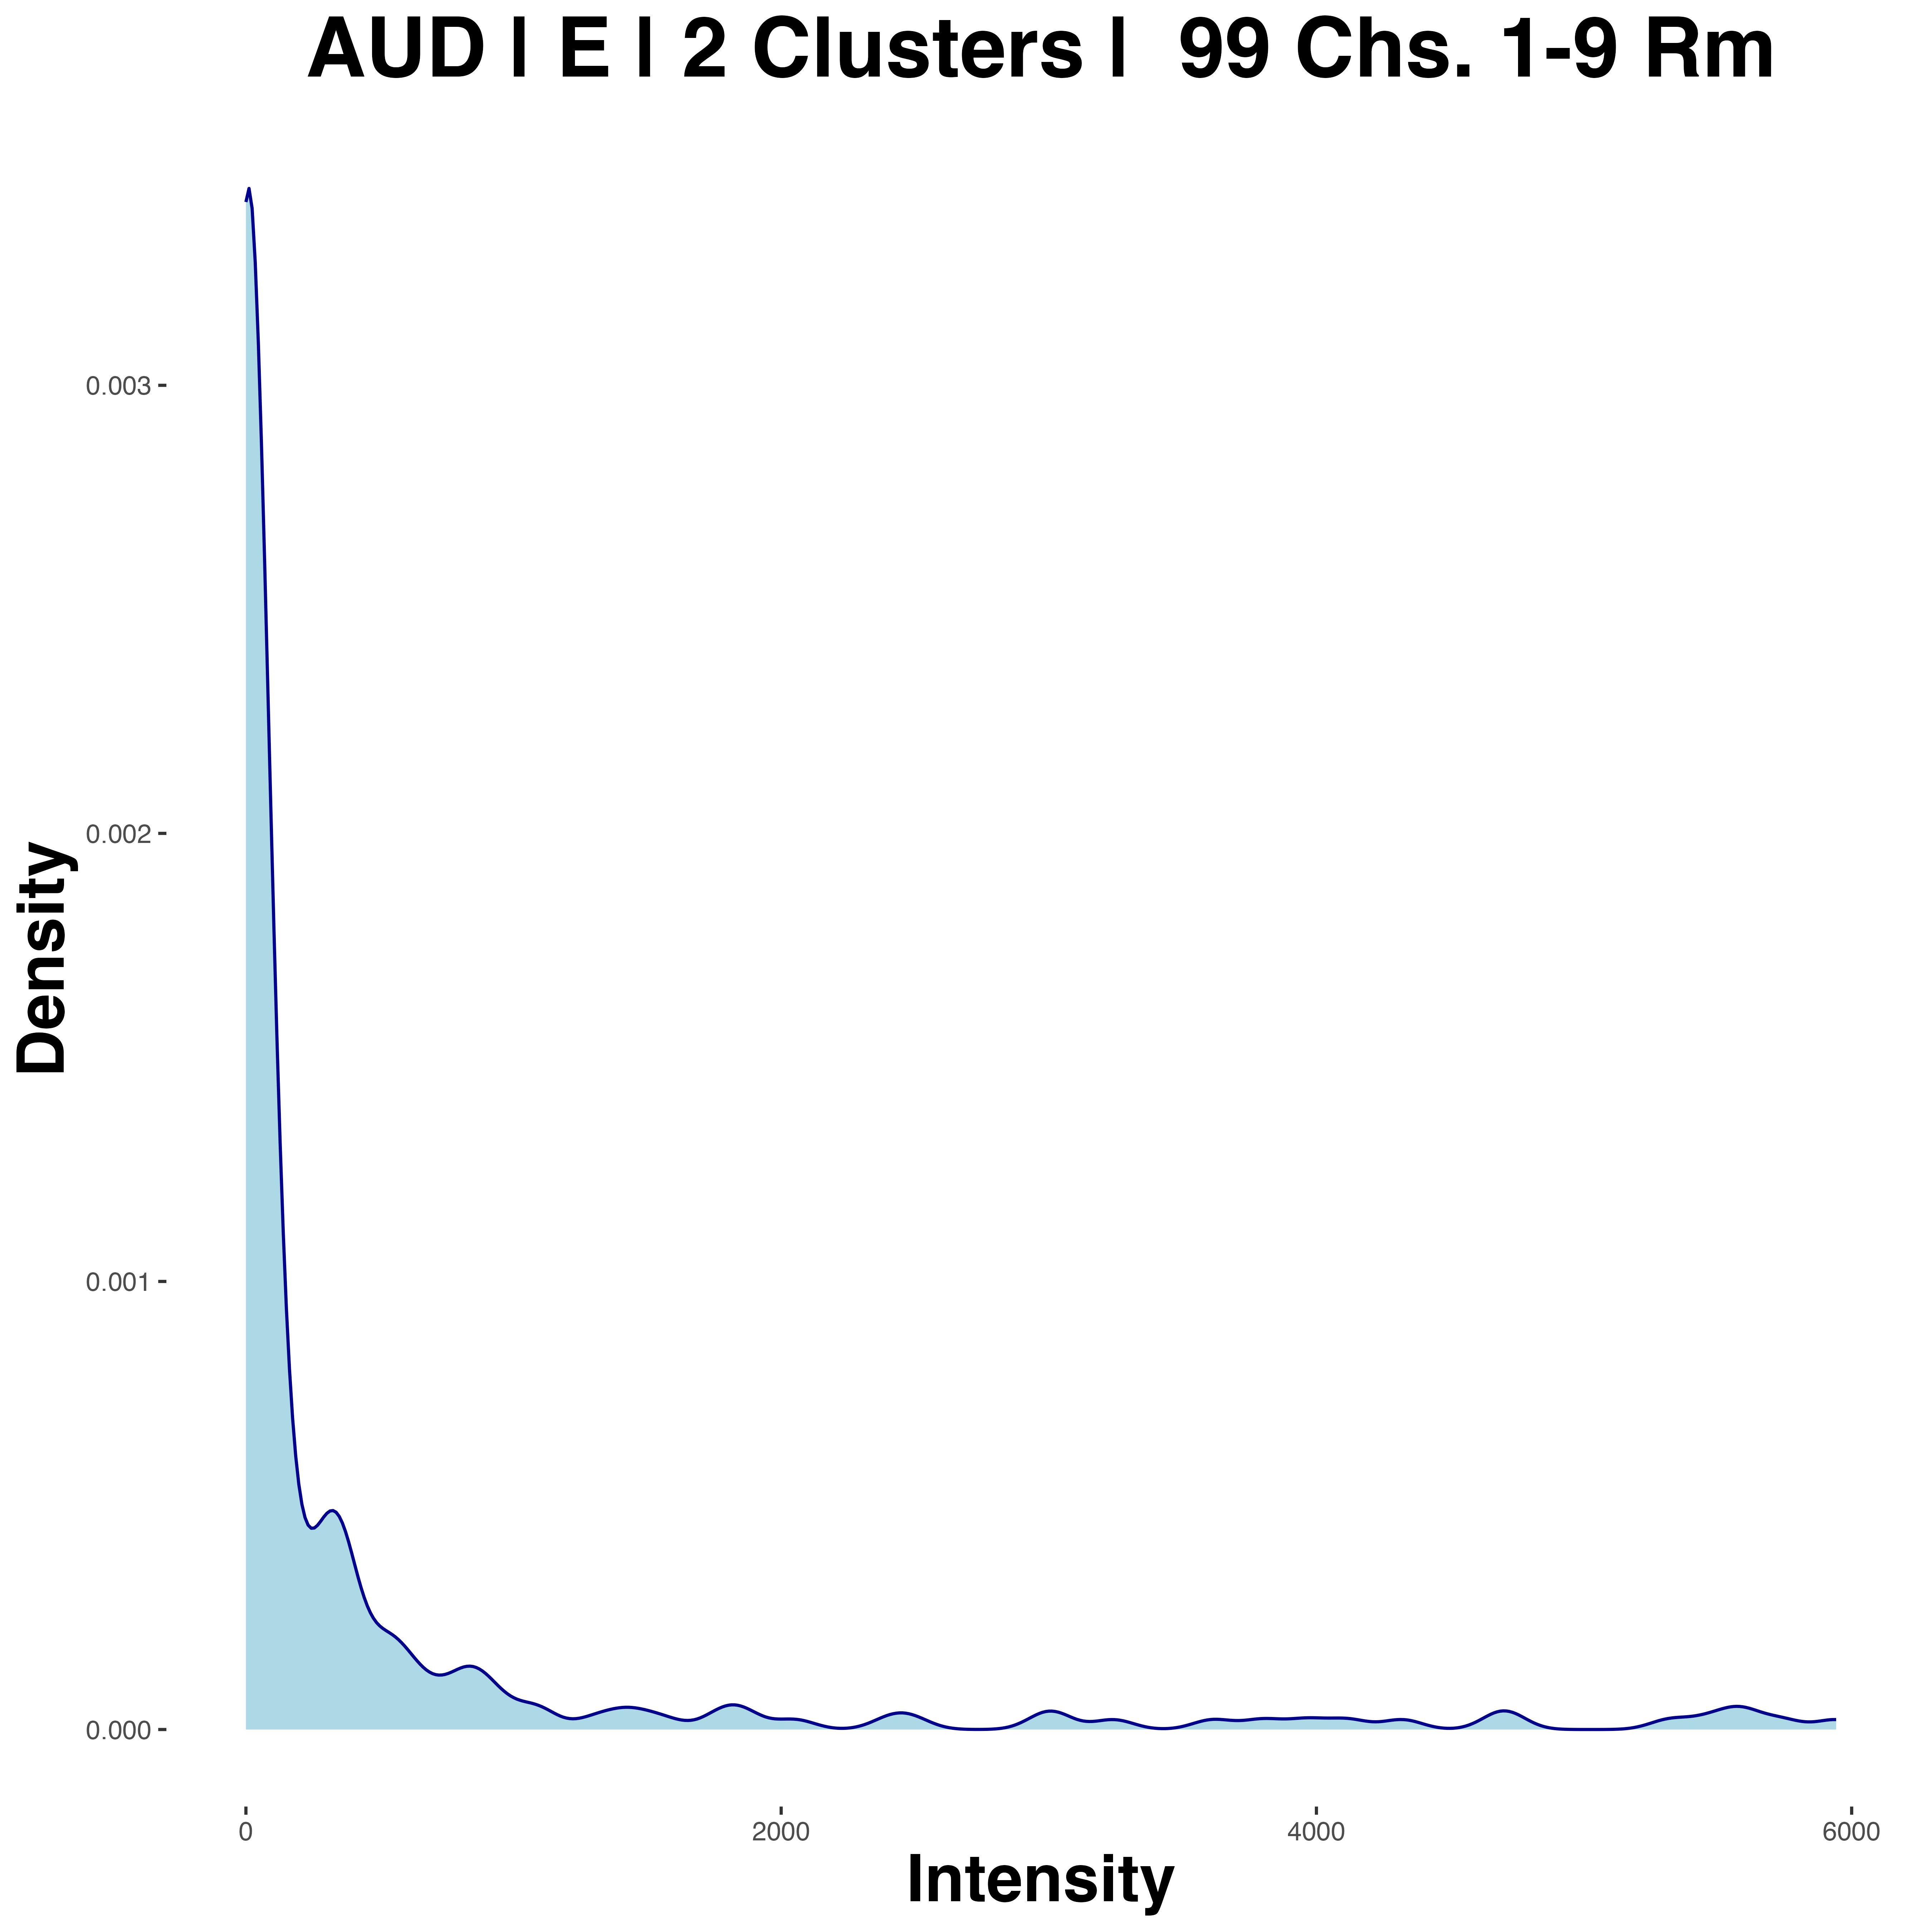 AUD | E | 2 Clusters | 99 Chs. 1-9 Rm
0.003
0.002
0.001
0.000
Density
0 2000 4000 6000
Intensity